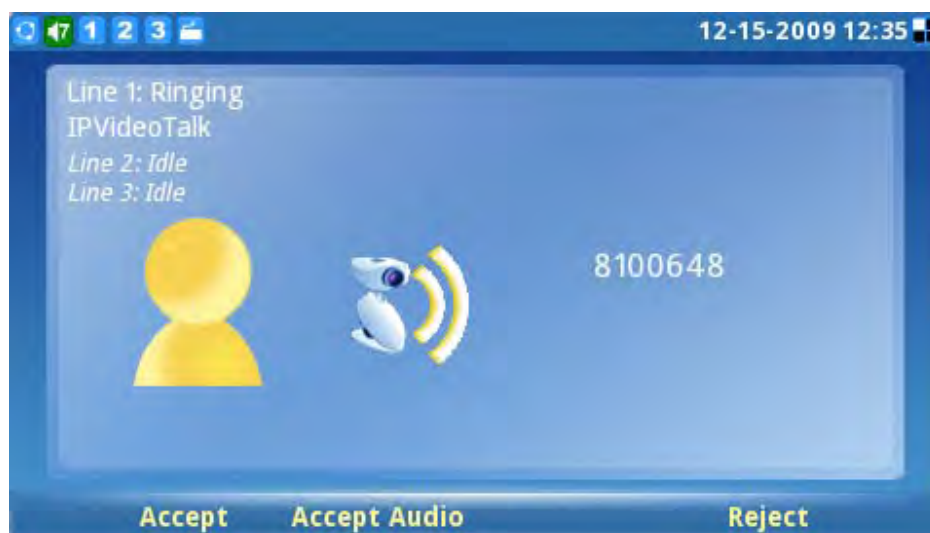 7 1 2 3 12-15-2009 12:35
Line 1: Ringing
IPVideoTalk
Line 2: Idle
Line 3: Idle
8100648
Accept Accept Audio Reject